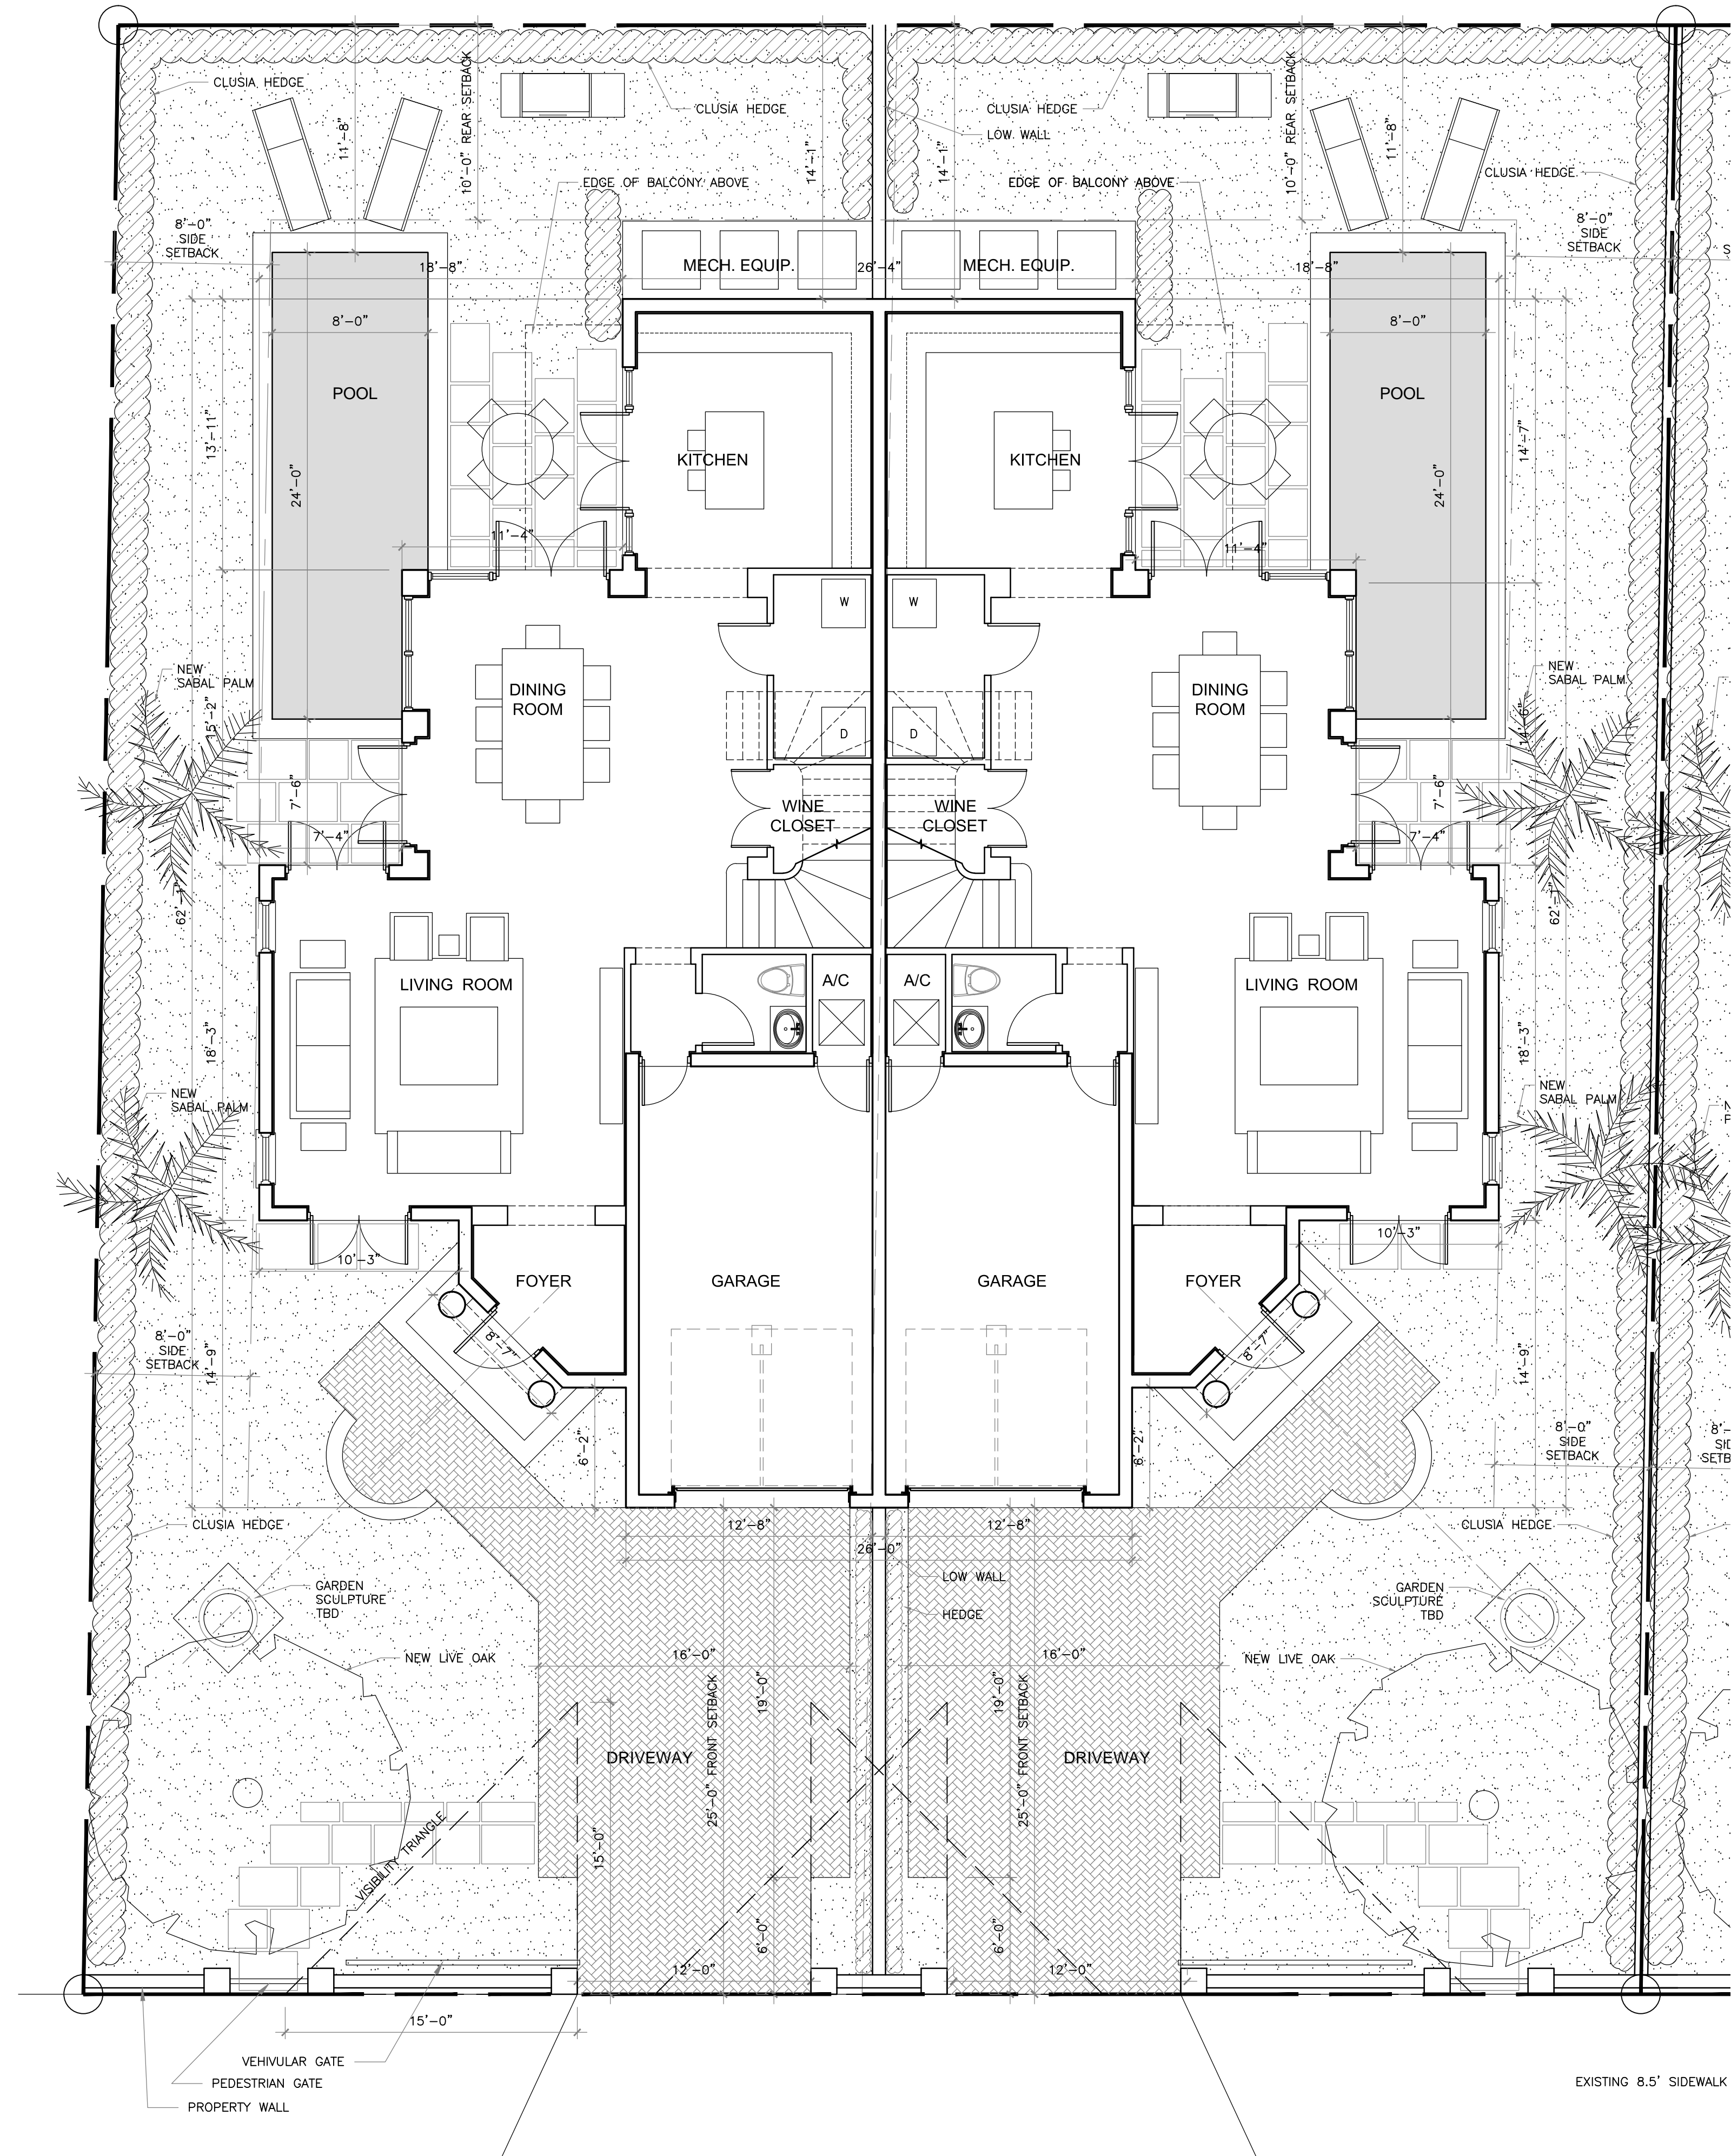 CLUSIA HEDGE
11'-8"
10'-0" REAR SETBACK
CLUSIA HEDGE
14'-1"
14'-1"
CLUSIA HEDGE
LOW WALL
10'-0" REAR SETBACK
11'-8"
CLUSIA HEDGE
EDGE OF BALCONY ABOVE
EDGE OF BALCONY ABOVE
8'-0"
SIDE
SETBACK
8'-0"
SIDE
SETBACK
18'-8"
MECH. EQUIP.
26'-4"
MECH. EQUIP.
18'-8"
8'-0"
8'-0"
POOL
POOL
13'-11"
24'-0"
KITCHEN
KITCHEN
24'-0"
14'-7"
11'-4"
11'-4"
W
W
NEW
SABAL PALM
DINING
ROOM
DINING
ROOM
NEW
SABAL PALM
15'-2"
14'-6"
D
D
7'-6"
7'-6"
WINE
CLOSET
WINE
CLOSET
7'-4"
7'-4"
62'-1"
62'-1"
LIVING ROOM
A/C
A/C
LIVING ROOM
18'-3"
18'-3"
NEW
SABAL PALM
NEW
SABAL PALM
10'-3"
10'-3"
FOYER
GARAGE
GARAGE
FOYER
8'-7"
8'-7"
8'-0"
SIDE
SETBACK
14'-9"
14'-9"
6'-2"
6'-2"
8'-0"
SIDE
SETBACK
CLUSIA HEDGE
12'-8"
12'-8"
CLUSIA HEDGE
26'-0"
LOW WALL
HEDGE
GARDEN
SCULPTURE
TBD
GARDEN
SCULPTURE
TBD
NEW LIVE OAK
16'-0"
16'-0"
NEW LIVE OAK
19'-0"
19'-0"
25'-0" FRONT SETBACK
25'-0" FRONT SETBACK
DRIVEWAY
DRIVEWAY
VISIBILITY TRIANGLE
15'-0"
6'-0"
6'-0"
12'-0"
12'-0"
15'-0"
VEHIVULAR GATE
PEDESTRIAN GATE
PROPERTY WALL
EXISTING 8.5' SIDEWALK